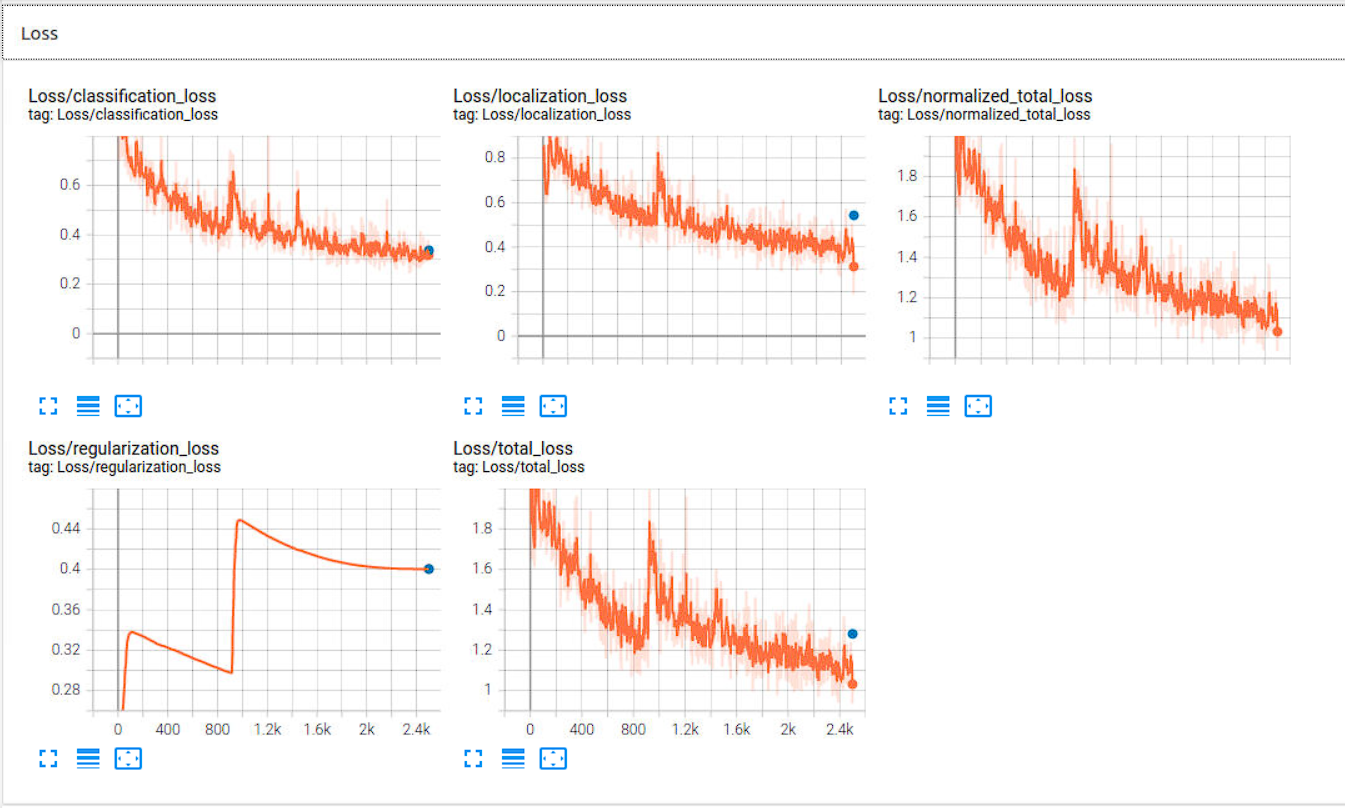 Loss
Loss/classification_loss
tag: Loss/classification_loss
0.6
0.4
0.2
0
Loss/localization_loss
tag: Loss/localization_loss
0.8
0.6
0.4
0.2
0
Loss/normalized_total_loss
tag: Loss/normalized_total_loss
1.8
1.6
1.4
1.2
1
Loss/regularization_loss
tag: Loss/regularization_loss
0.44
0.4
0.36
0.32
0.28
0 400 800 1.2k 1.6k 2k 2.4k
Loss/total_loss
tag: Loss/total_loss
1.8
1.6
1.4
1.2
1
0 400 800 1.2k 1.6k 2k 2.4k